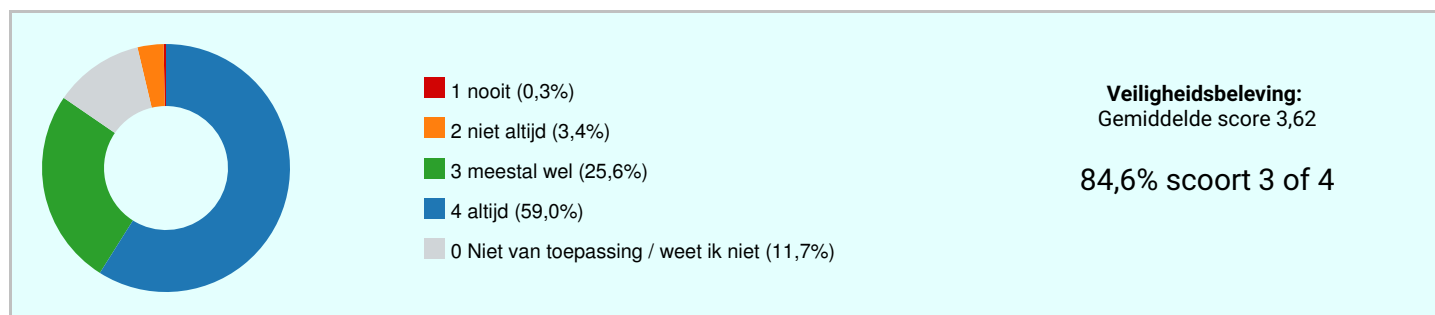 1 nooit (0,3%)
2 niet altijd (3,4%)
3 meestal wel (25,6%)
4 altijd (59,0%)
0 Niet van toepassing / weet ik niet (11,7%)
Veiligheidsbeleving:
Gemiddelde score 3,62
84,6% scoort 3 of 4